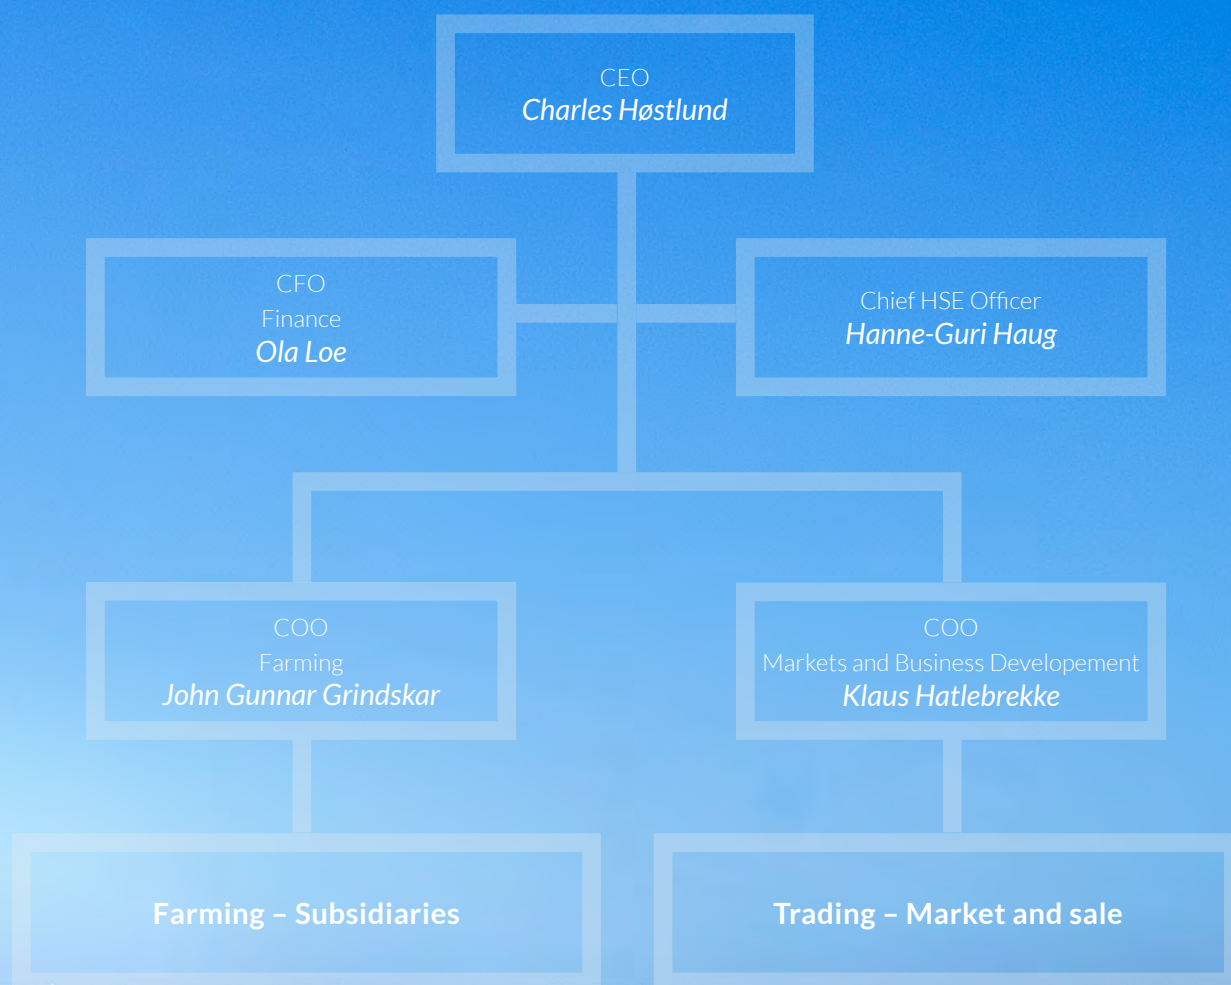 CEO
Charles Høstlund
CFO
Finance
Ola Loe
Chief HSE Officer
Hanne-Guri Haug
COO
Farming
John Gunnar Grindskar
COO
Markets and Business Developement
Klaus Hatlebrekke
Farming – Subsidiaries
Trading – Market and sale